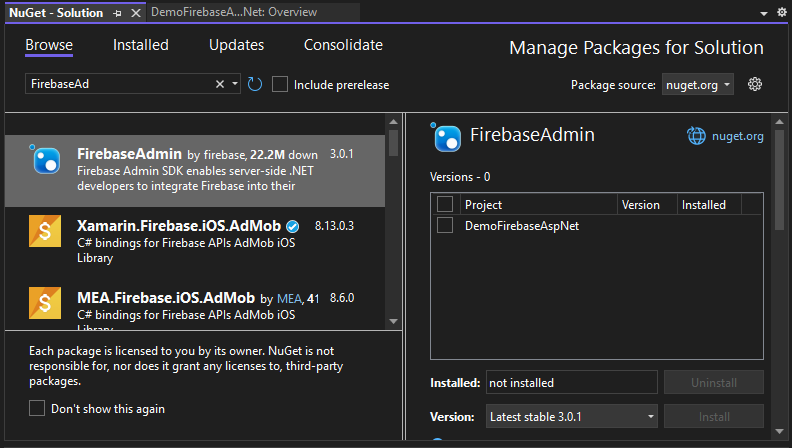 NuGet - Solution
DemoFirebaseA...Net: Overview
Browse
Installed
Updates
Consolidate
Manage Packages for Solution
FirebaseAd
Include prerelease
Package source:
nuget.org
FirebaseAdmin by firebase, 22.2M down
3.0.1
Firebase Admin SDK enables server-side .NET
developers to integrate Firebase into their
Xamarin.Firebase.iOS.AdMob
8.13.0.3
C# bindings for Firebase APIs AdMob iOS
Library
MEA.Firebase.iOS.AdMob by MEA, 41
8.6.0
C# bindings for Firebase APIs AdMob iOS
Library
Each package is licensed to you by its owner. NuGet is not
responsible for, nor does it grant any licenses to, third-party
packages.
Don't show this again
FirebaseAdmin
nuget.org
Versions - 0
Project
Version
Installed
DemoFirebaseAspNet
Installed:
not installed
Uninstall
Version:
Latest stable 3.0.1
Install